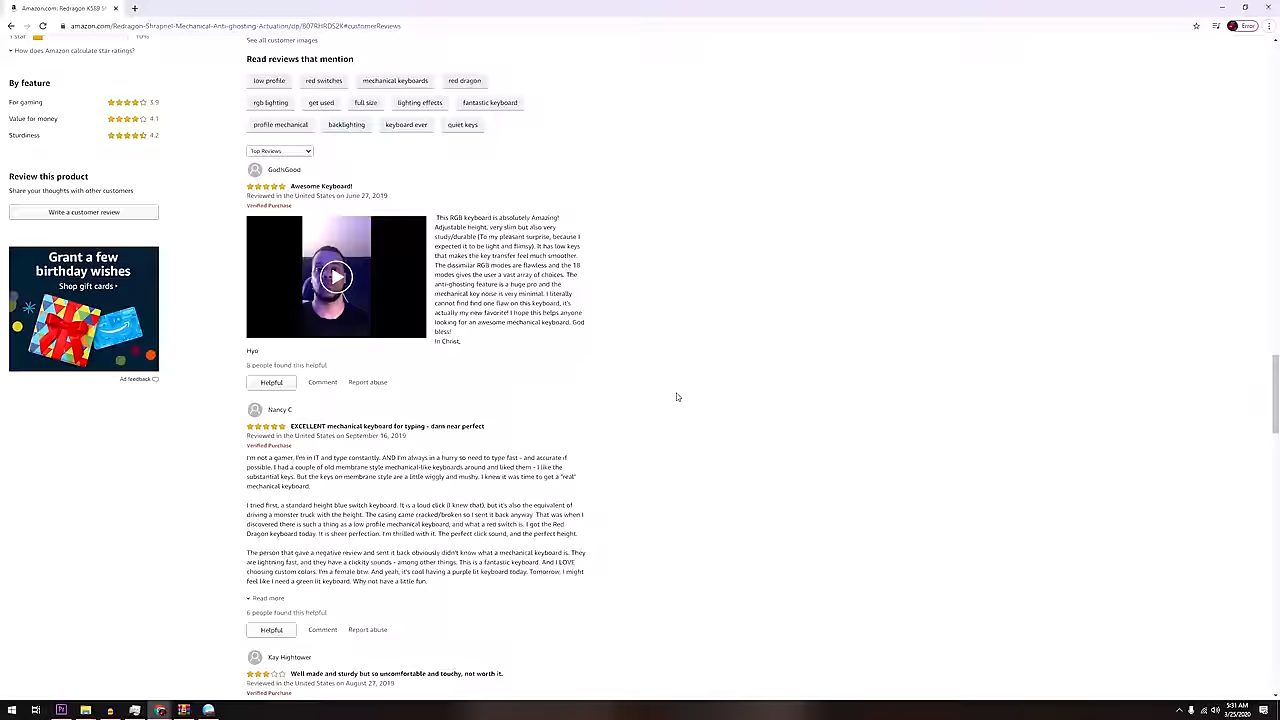 Amazon.com: Redragon K589 Sh
amazon.com/Redragon-Shrapnel-Mechanical-Anti-ghosting-Actuation/dp/B07RHRDS2K#customerReviews
Error
1 star 10%
How does Amazon calculate star ratings?
By feature
For gaming 3.9
Value for money 4.1
Sturdiness 4.2
Review this product
Share your thoughts with other customers
Write a customer review
Grant a few
birthday wishes
Shop gift cards
Ad feedback
See all customer images
Read reviews that mention
low profile red switches mechanical keyboards red dragon
rgb lighting get used full size lighting effects fantastic keyboard
profile mechanical backlighting keyboard ever quiet keys
Top Reviews
GodIsGood
Awesome Keyboard!
Reviewed in the United States on June 27, 2019
Verified Purchase
This RGB keyboard is absolutely Amazing!
Adjustable height, very slim but also very
study/durable (To my pleasant surprise, because I
expected it to be light and flimsy). It has low keys
that makes the key transfer feel much smoother.
The dissimilar RGB modes are flawless and the 18
modes gives the user a vast array of choices. The
anti-ghosting feature is a huge pro and the
mechanical key noise is very minimal. I literally
cannot find find one flaw on this keyboard, it's
actually my new favorite! I hope this helps anyone
looking for an awesome mechanical keyboard. God
bless!
In Christ,
Hyo
8 people found this helpful
Helpful Comment Report abuse
Nancy C
EXCELLENT mechanical keyboard for typing - darn near perfect
Reviewed in the United States on September 16, 2019
Verified Purchase
I'm not a gamer, I'm in IT and type constantly. AND I'm always in a hurry so need to type fast - and accurate if
possible. I had a couple of old membrane style mechanical-like keyboards around and liked them - I like the
substantial keys. But the keys on membrane style are a little wiggly and mushy. I knew it was time to get a "real"
mechanical keyboard.
I tried first, a standard height blue switch keyboard. It is a loud click (I knew that), but it's also the equivalent of
driving a monster truck with the height. The casing came cracked/broken so I sent it back anyway. That was when I
discovered there is such a thing as a low profile mechanical keyboard, and what a red switch is. I got the Red
Dragon keyboard today. It is sheer perfection. I'm thrilled with it. The perfect click sound, and the perfect height.
The person that gave a negative review and sent it back obviously didn't know what a mechanical keyboard is. They
are lightning fast, and they have a clickity sounds - among other things. This is a fantastic keyboard. And I LOVE
choosing custom colors. I'm a female btw. And yeah, it's cool having a purple lit keyboard today. Tomorrow, I might
feel like I need a green lit keyboard. Why not have a little fun.
Read more
6 people found this helpful
Helpful Comment Report abuse
Kay Hightower
Well made and sturdy but so uncomfortable and touchy, not worth it.
Reviewed in the United States on August 27, 2019
Verified Purchase
5:31 AM
3/25/2020